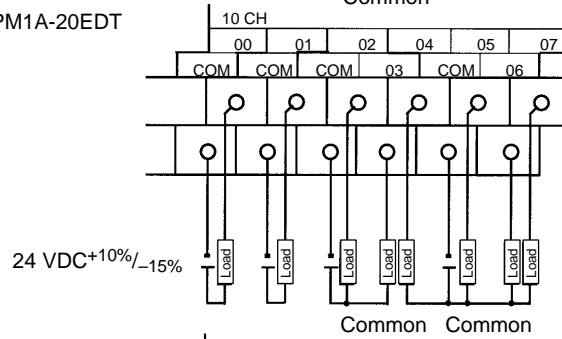 Common
PM1A-20EDT
10 CH
00 01 02 04 05 07
COM COM COM 03 COM 06
24 VDC+10%/–15%
Load Load Load Load Load Load Load Load
Common Common